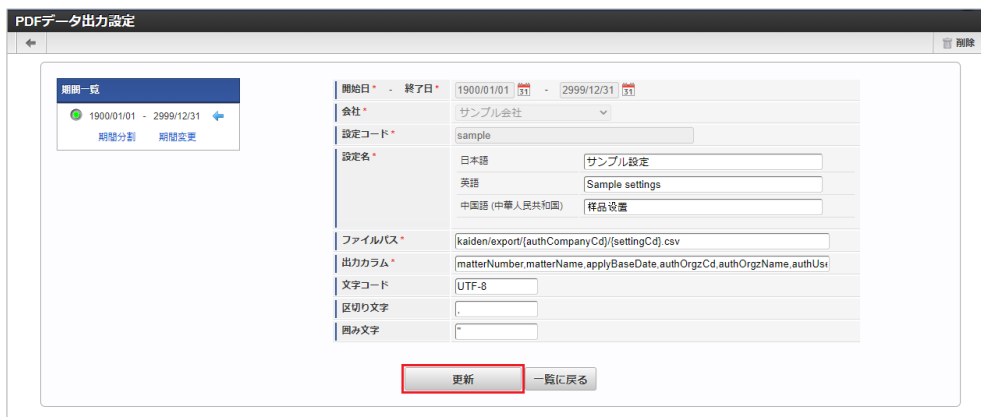 PDFデータ出力設定
削除
期間一覧
1900/01/01 - 2999/12/31
期間分割 期間変更
開始日* - 終了日* 1900/01/01 31 - 2999/12/31 31
会社* サンプル会社
設定コード* sample
設定名* 日本語 サンプル設定
英語 Sample settings
中国語 (中華人民共和国) 样品设置
ファイルパス* kaiden/export/{authCompanyCd}/{settingCd}.csv
出力カラム* matterNumber,matterName,applyBaseDate,authOrgzCd,authOrgzName,authUse
文字コード UTF-8
区切り文字 ,
囲み文字 "
更新 一覧に戻る